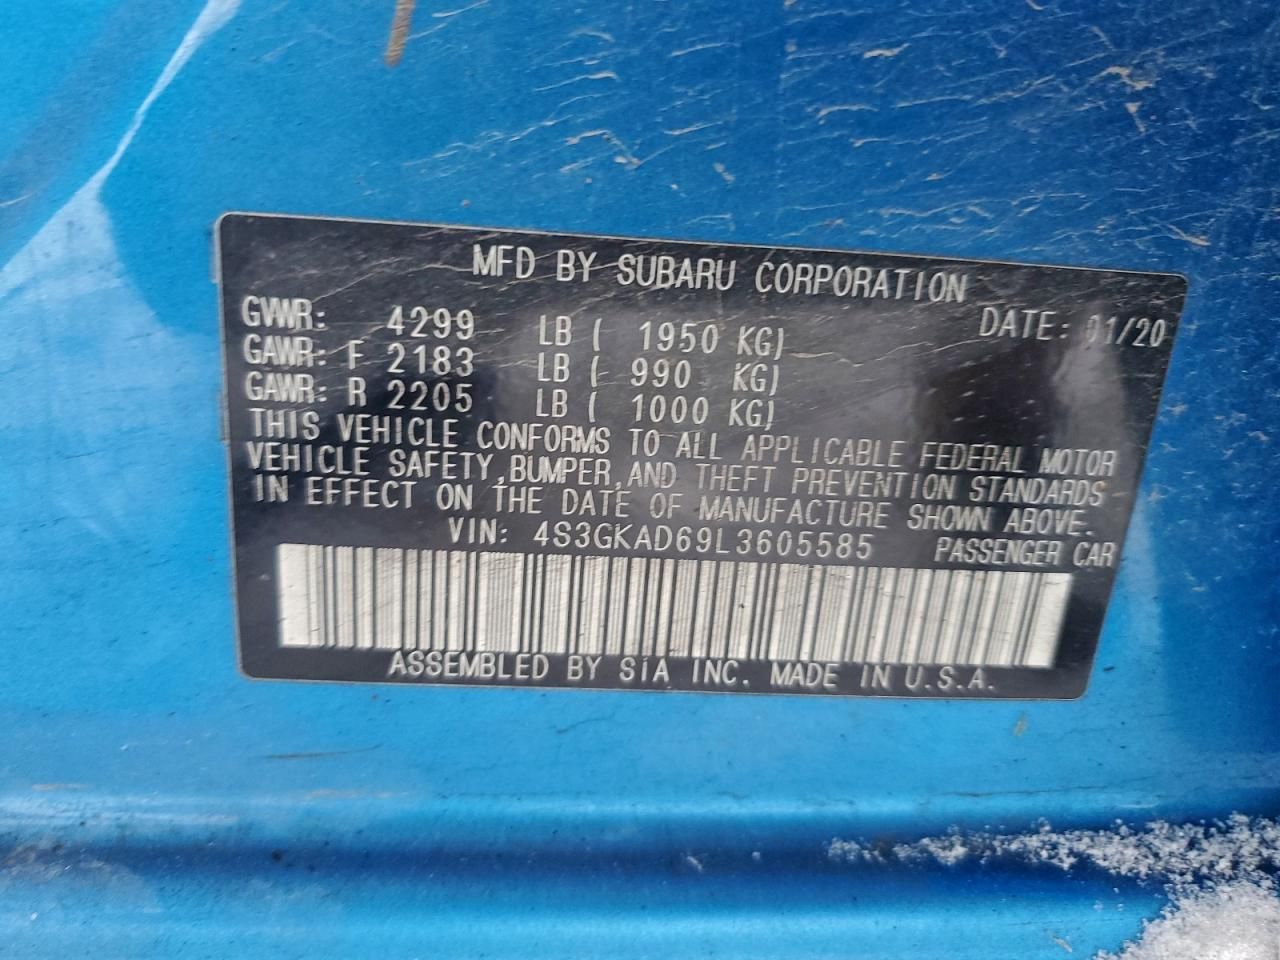 MFD BY SUBARU CORPORATION
GVWR: 4299 LB ( 1950 KG) DATE: 01/20
GAWR: F 2183 LB ( 990 KG)
GAWR: R 2205 LB ( 1000 KG)
THIS VEHICLE CONFORMS TO ALL APPLICABLE FEDERAL MOTOR
VEHICLE SAFETY, BUMPER, AND THEFT PREVENTION STANDARDS
IN EFFECT ON THE DATE OF MANUFACTURE SHOWN ABOVE.
VIN: 4S3GKAD69L3605585 PASSENGER CAR
ASSEMBLED BY SIA INC. MADE IN U.S.A.